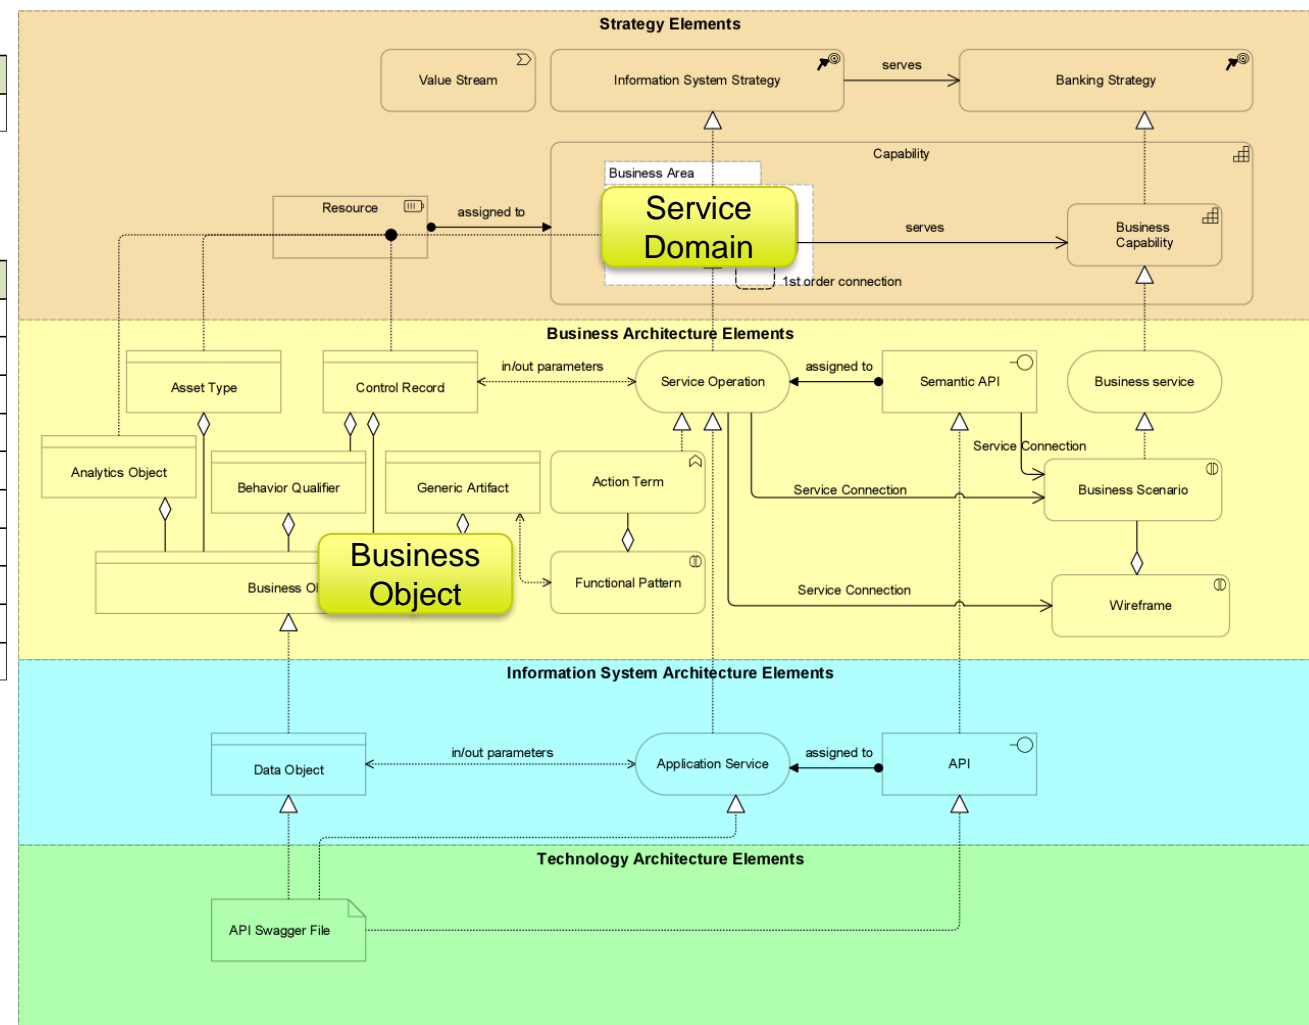 Strategy Elements
Value Stream
Information System Strategy
serves
Banking Strategy
Capability
Business Area
Resource
assigned to
Service
Domain
serves
Business
Capability
1st order connection
Business Architecture Elements
Asset Type
Control Record
in/out parameters
Service Operation
assigned to
Semantic API
Business service
Service Connection
Analytics Object
Behavior Qualifier
Generic Artifact
Action Term
Service Connection
Business Scenario
Business
Object
Business Ob
Functional Pattern
Service Connection
Wireframe
Information System Architecture Elements
Data Object
in/out parameters
Application Service
assigned to
API
Technology Architecture Elements
API Swagger File